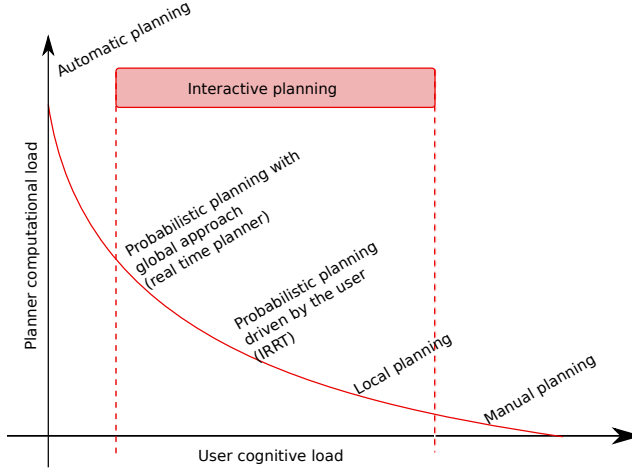 Automatic planning
Interactive planning
Probabilistic planning with
global approach
(real time planner)
Probabilistic planning
driven by the user
(IRRT)
Local planning
Manual planning
Planner computational load
User cognitive load